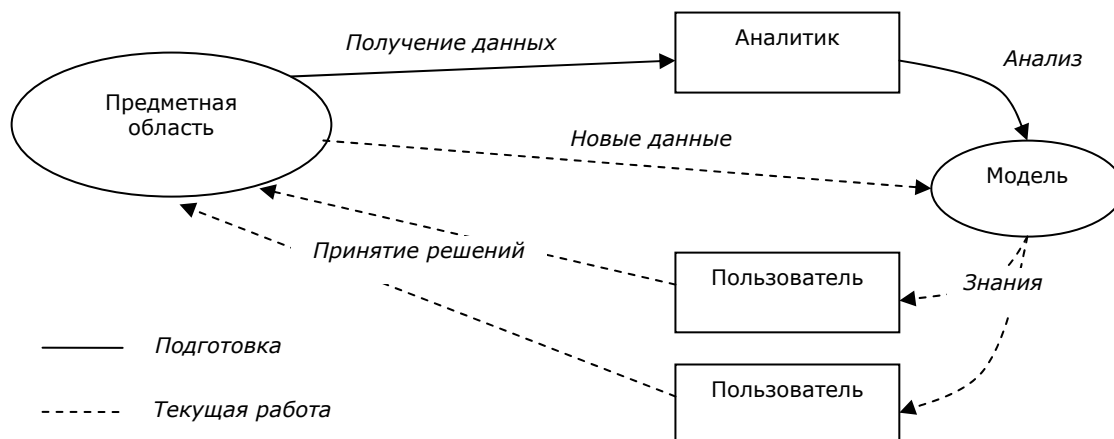 Получение данных
Аналитик
Анализ
Предметная
область
Новые данные
Модель
Принятие решений
Пользователь
Знания
Подготовка
Пользователь
Текущая работа